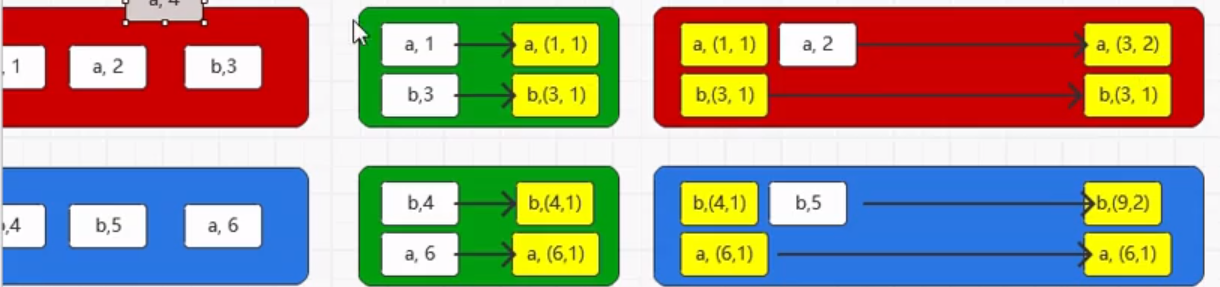 a, 4
, 1
a, 2
b,3
a, 1
a, (1, 1)
b,3
b,(3, 1)
a, (1, 1)
a, 2
a, (3, 2)
b,(3, 1)
b,(3, 1)
,4
b,5
a, 6
b,4
b,(4,1)
a, 6
a, (6,1)
b,(4,1)
b,5
b,(9,2)
a, (6,1)
a, (6,1)